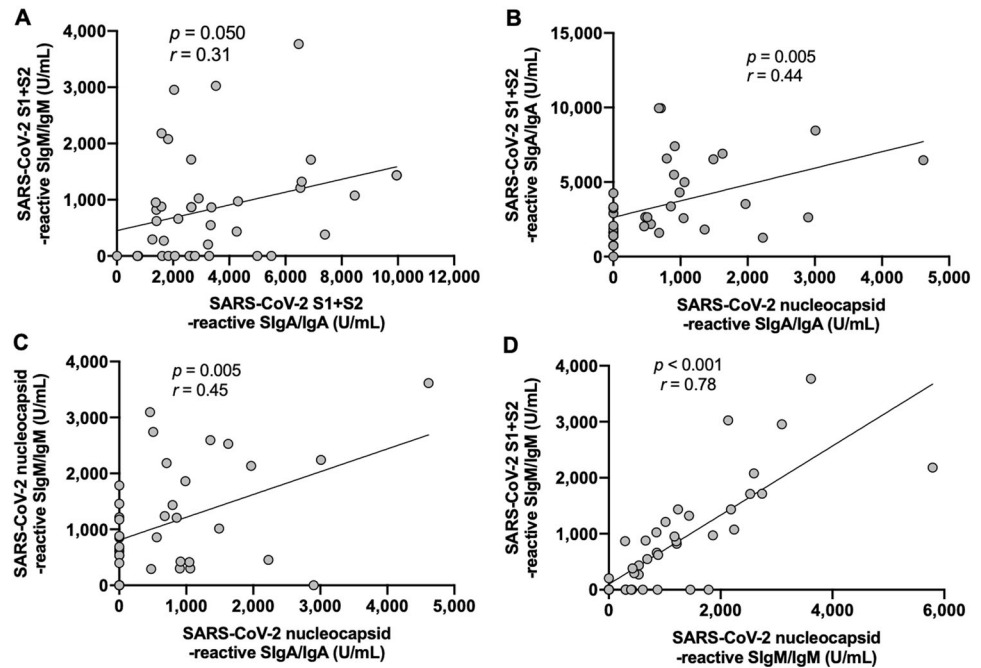 A
SARS-CoV-2 S1+S2
-reactive SIgM/IgM (U/mL)
4,000
3,000
2,000
1,000
0
p = 0.050
r = 0.31
0
2,000
4,000
6,000
8,000
10,000
12,000
SARS-CoV-2 S1+S2
-reactive SIgA/IgA (U/mL)
B
SARS-CoV-2 S1+S2
-reactive SIgA/IgA (U/mL)
15,000
10,000
5,000
0
p = 0.005
r = 0.44
0
1,000
2,000
3,000
4,000
5,000
SARS-CoV-2 nucleocapsid
-reactive SIgA/IgA (U/mL)
C
SARS-CoV-2 nucleocapsid
-reactive SIgM/IgM (U/mL)
4,000
3,000
2,000
1,000
0
p = 0.005
r = 0.45
0
1,000
2,000
3,000
4,000
5,000
SARS-CoV-2 nucleocapsid
-reactive SIgA/IgA (U/mL)
D
SARS-CoV-2 S1+S2
-reactive SIgM/IgM (U/mL)
4,000
3,000
2,000
1,000
0
p < 0.001
r = 0.78
0
2,000
4,000
6,000
SARS-CoV-2 nucleocapsid
-reactive SIgM/IgM (U/mL)